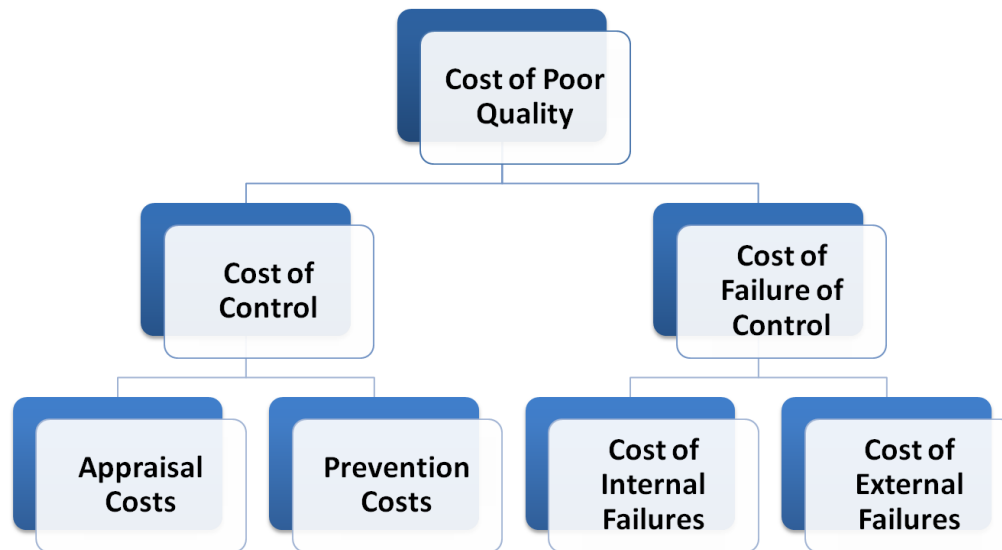 Cost of Poor
Quality
Cost of
Control
Cost of
Failure of
Control
Appraisal
Costs
Prevention
Costs
Cost of
Internal
Failures
Cost of
External
Failures